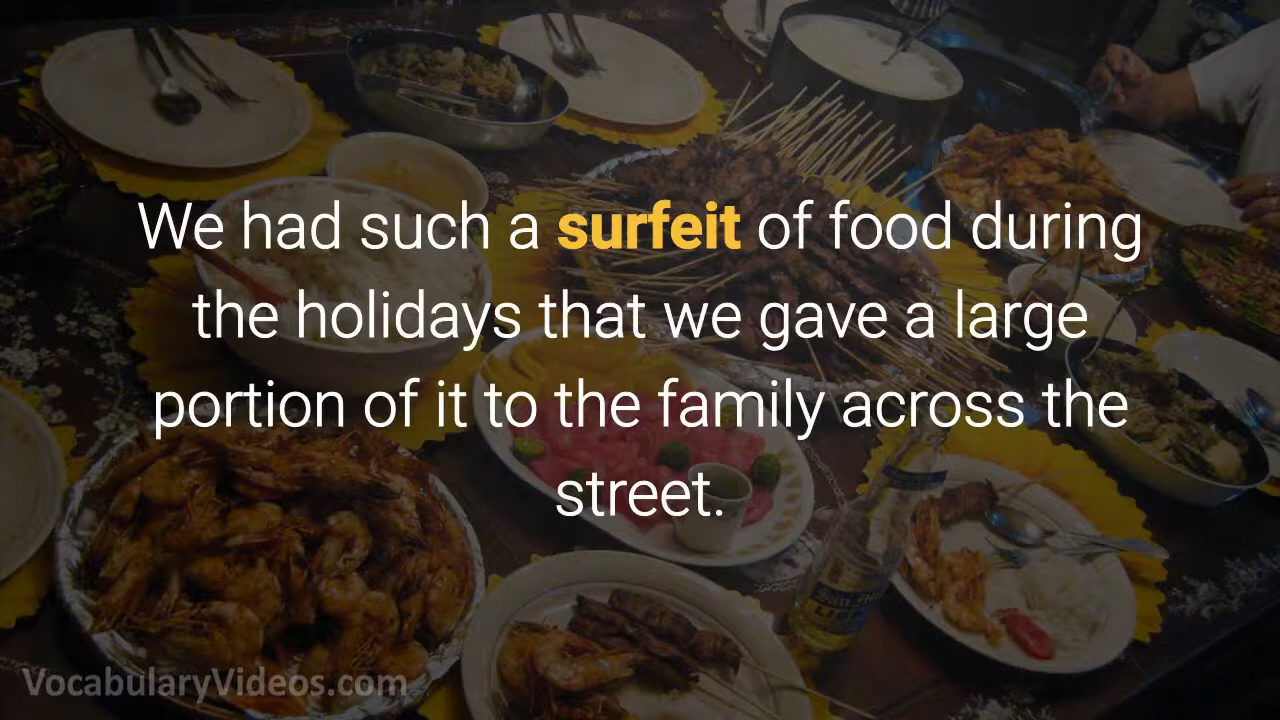 We had such a surfeit of food during
the holidays that we gave a large
portion of it to the family across the
street.
VocabularyVideos.com